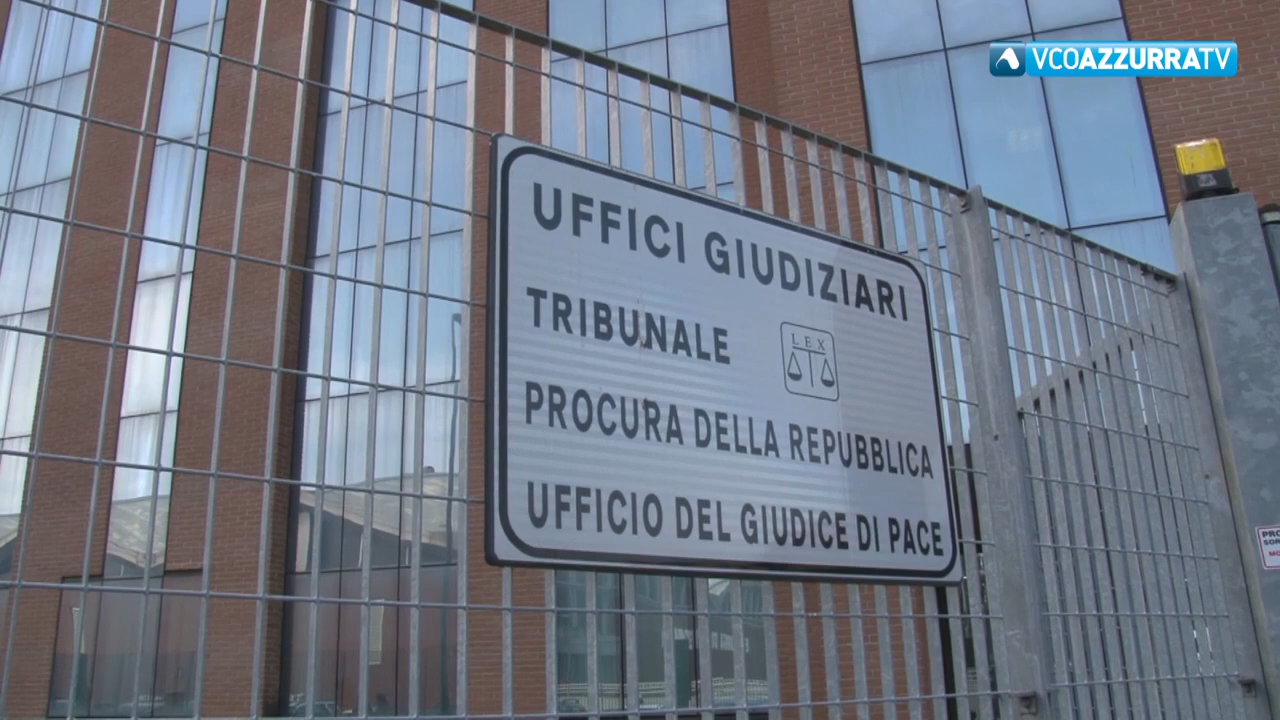 VCOAZZURRATV
UFFICI GIUDIZIARI
TRIBUNALE
LEX
PROCURA DELLA REPUBBLICA
UFFICIO DEL GIUDICE DI PACE